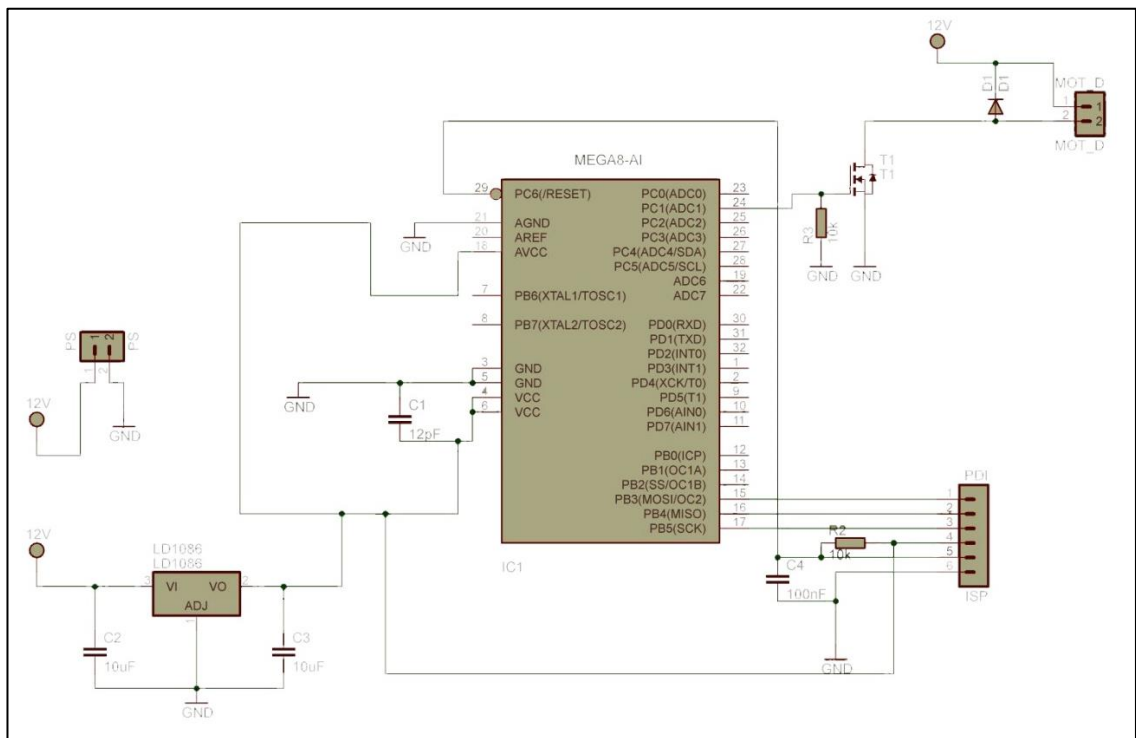 12V
D1
D1
MOT_D
1
1
2
2
MOT_D
T1
T1
R3
10k
GND
GND
MEGA8-AI
29 PC6(/RESET)
21 AGND
20 AREF
18 AVCC
7 PB6(XTAL1/TOSC1)
8 PB7(XTAL2/TOSC2)
3 GND
5 GND
4 VCC
6 VCC
PC0(ADC0) 23
PC1(ADC1) 24
PC2(ADC2) 25
PC3(ADC3) 26
PC4(ADC4/SDA) 27
PC5(ADC5/SCL) 28
ADC6 19
ADC7 22
PD0(RXD) 30
PD1(TXD) 31
PD2(INT0) 32
PD3(INT1) 1
PD4(XCK/T0) 2
PD5(T1) 9
PD6(AIN0) 10
PD7(AIN1) 11
PB0(ICP) 12
PB1(OC1A) 13
PB2(SS/OC1B) 14
PB3(MOSI/OC2) 15
PB4(MISO) 16
PB5(SCK) 17
IC1
GND
GND
C1
12pF
PS
1
2
PS
1
2
12V
GND
12V
LD1086
LD1086
3 VI VO 2
ADJ
1
C2
10uF
C3
10uF
GND
PDI
1
2
3
4
5
6
ISP
R2
10k
C4
100nF
GND